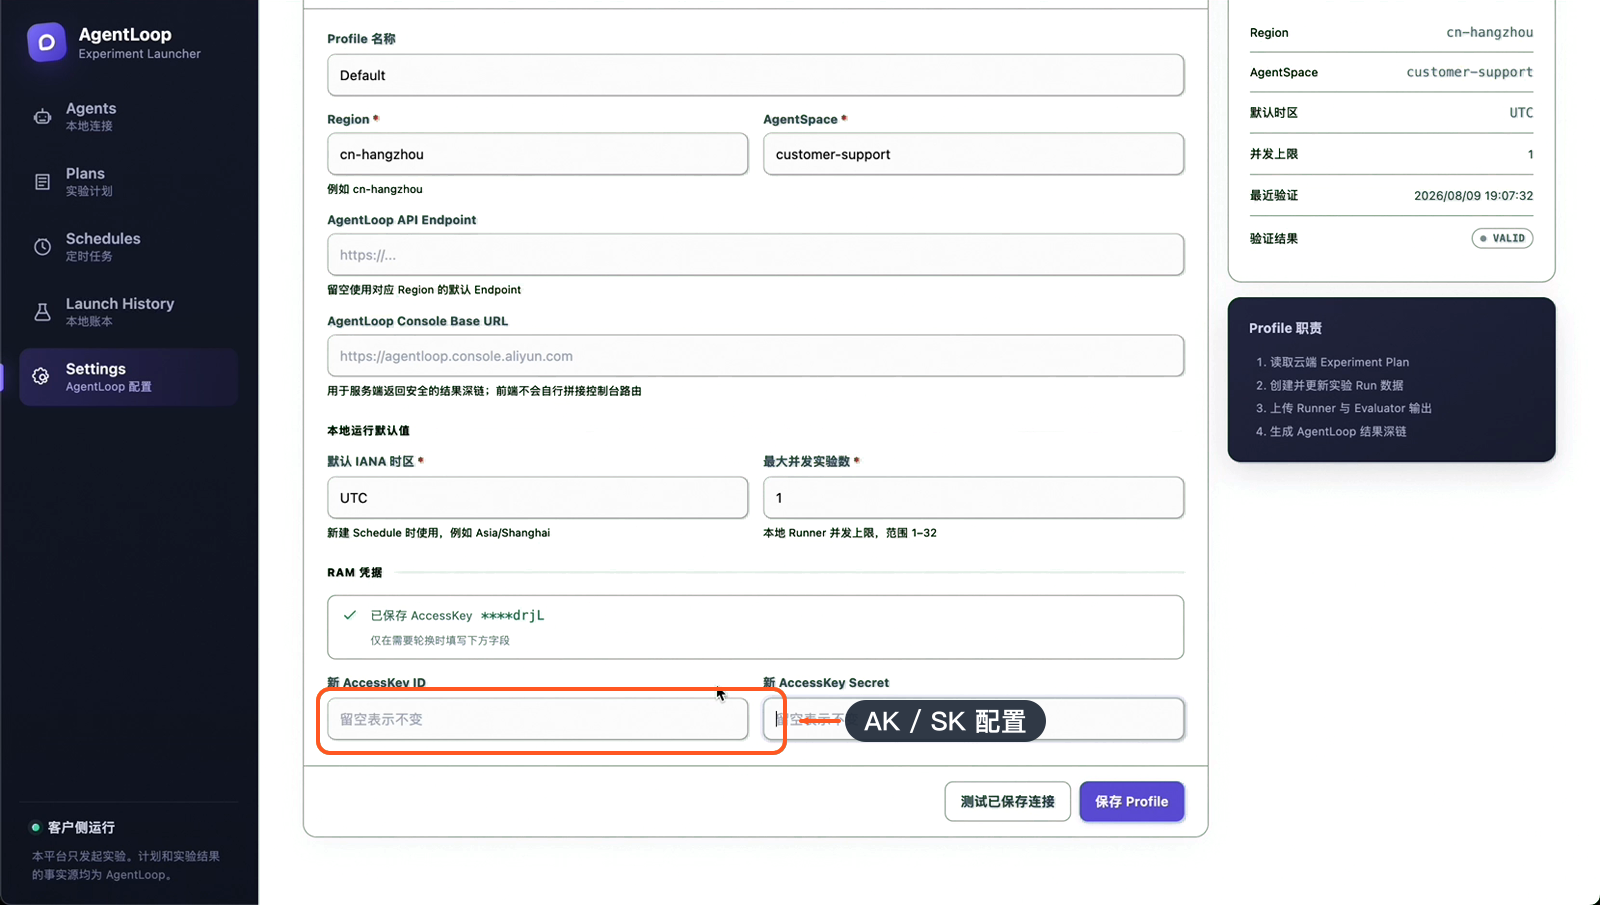 AgentLoop
Experiment Launcher
Agents
本地连接
Plans
实验计划
Schedules
定时任务
Launch History
本地账本
Settings
AgentLoop 配置
客户侧运行
本平台只发起实验。计划和实验结果
的事实源均为 AgentLoop。
Profile 名称
Default
Region *
AgentSpace *
cn-hangzhou
customer-support
例如 cn-hangzhou
AgentLoop API Endpoint
https://...
留空使用对应 Region 的默认 Endpoint
AgentLoop Console Base URL
https://agentloop.console.aliyun.com
用于服务端返回安全的结果深链；前端不会自行拼接控制台路由
本地运行默认值
默认 IANA 时区 *
最大并发实验数 *
UTC
1
新建 Schedule 时使用，例如 Asia/Shanghai
本地 Runner 并发上限，范围 1–32
RAM 凭据
已保存 AccessKey ****drjL
仅在需要轮换时填写下方字段
新 AccessKey ID
新 AccessKey Secret
留空表示不变
留空表示不
AK / SK 配置
测试已保存连接
保存 Profile
Region
cn-hangzhou
AgentSpace
customer-support
默认时区
UTC
并发上限
1
最近验证
2026/08/09 19:07:32
验证结果
VALID
Profile 职责
1. 读取云端 Experiment Plan
2. 创建并更新实验 Run 数据
3. 上传 Runner 与 Evaluator 输出
4. 生成 AgentLoop 结果深链